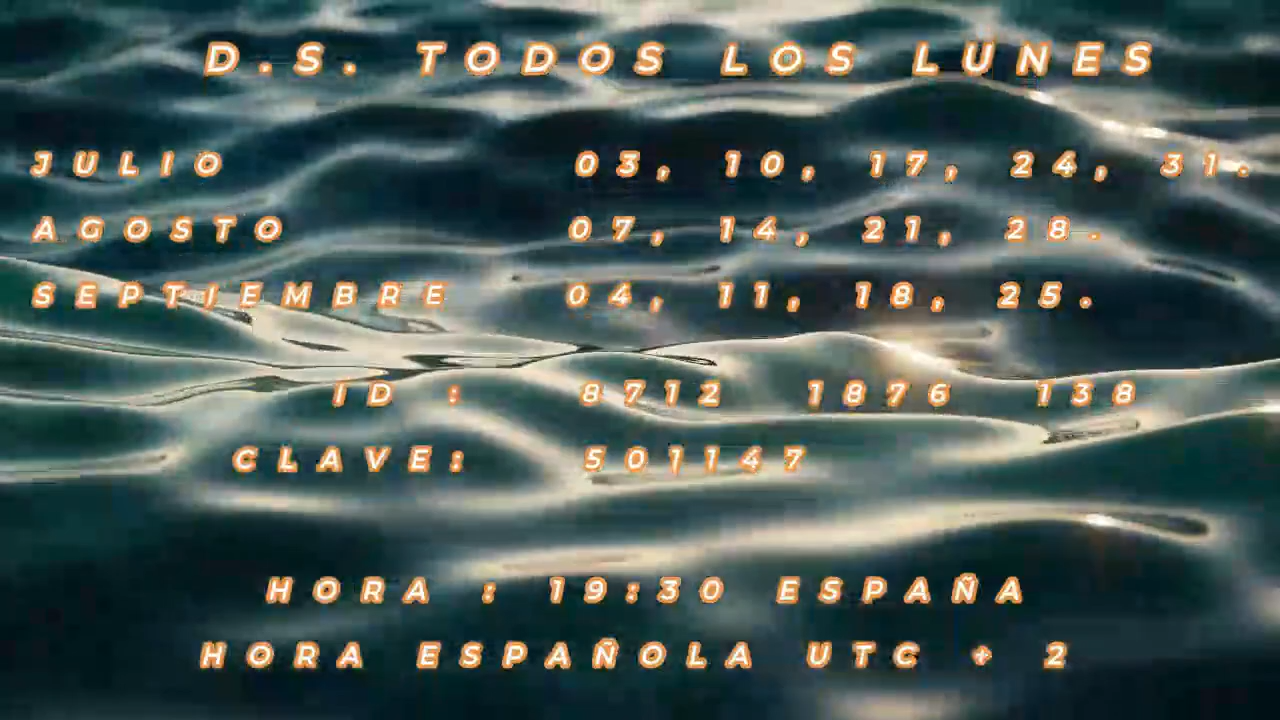 D.S. TODOS LOS LUNES
JULIO 03, 10, 17, 24, 31.
AGOSTO 07, 14, 21, 28.
SEPTIEMBRE 04, 11, 18, 25.
ID : 8712 1876 138
CLAVE: 501147
HORA : 19:30 ESPAÑA
HORA ESPAÑOLA UTC + 2